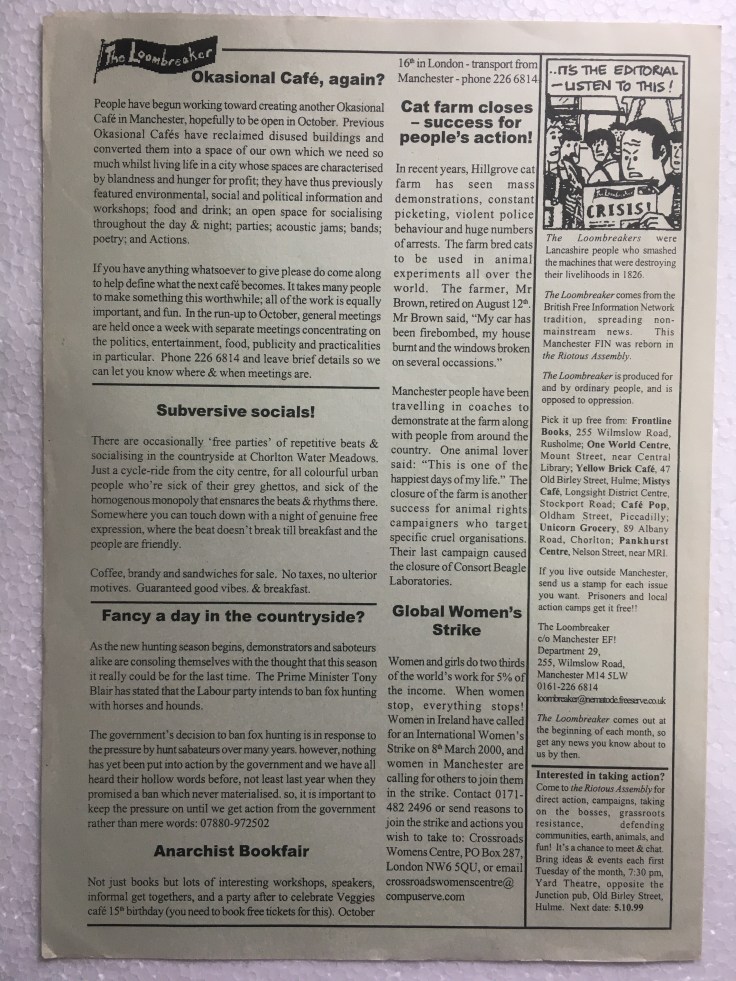 The Loombreaker
Okasional Café, again?
People have begun working toward creating another Okasional
Café in Manchester, hopefully to be open in October. Previous
Okasional Cafés have reclaimed disused buildings and
converted them into a space of our own which we need so
much whilst living life in a city whose spaces are characterised
by blandness and hunger for profit; they have thus previously
featured environmental, social and political information and
workshops; food and drink; an open space for socialising
throughout the day & night; parties; acoustic jams; bands;
poetry; and Actions.
If you have anything whatsoever to give please do come along
to help define what the next café becomes. It takes many people
to make something this worthwhile; all of the work is equally
important, and fun. In the run-up to October, general meetings
are held once a week with separate meetings concentrating on
the politics, entertainment, food, publicity and practicalities
in particular. Phone 226 6814 and leave brief details so we
can let you know where & when meetings are.
Subversive socials!
There are occasionally 'free parties' of repetitive beats &
socialising in the countryside at Chorlton Water Meadows.
Just a cycle-ride from the city centre, for all colourful urban
people who're sick of their grey ghettos, and sick of the
homogenous monopoly that ensnares the beats & rhythms there.
Somewhere you can touch down with a night of genuine free
expression, where the beat doesn't break till breakfast and the
people are friendly.
Coffee, brandy and sandwiches for sale. No taxes, no ulterior
motives. Guaranteed good vibes. & breakfast.
Fancy a day in the countryside?
As the new hunting season begins, demonstrators and saboteurs
alike are consoling themselves with the thought that this season
it really could be for the last time. The Prime Minister Tony
Blair has stated that the Labour party intends to ban fox hunting
with horses and hounds.
The government's decision to ban fox hunting is in response to
the pressure by hunt sabateurs over many years. however, nothing
has yet been put into action by the government and we have all
heard their hollow words before, not least last year when they
promised a ban which never materialised. so, it is important to
keep the pressure on until we get action from the government
rather than mere words: 07880-972502
Anarchist Bookfair
Not just books but lots of interesting workshops, speakers,
informal get togethers, and a party after to celebrate Veggies
café 15th birthday (you need to book free tickets for this). October
16th in London - transport from
Manchester - phone 226 6814
Cat farm closes
– success for
people's action!
In recent years, Hillgrove cat
farm has seen mass
demonstrations, constant
picketing, violent police
behaviour and huge numbers
of arrests. The farm bred cats
to be used in animal
experiments all over the
world. The farmer, Mr
Brown, retired on August 12th.
Mr Brown said, "My car has
been firebombed, my house
burnt and the windows broken
on several occassions."
Manchester people have been
travelling in coaches to
demonstrate at the farm along
with people from around the
country. One animal lover
said: "This is one of the
happiest days of my life." The
closure of the farm is another
success for animal rights
campaigners who target
specific cruel organisations.
Their last campaign caused
the closure of Consort Beagle
Laboratories.
Global Women's
Strike
Women and girls do two thirds
of the world's work for 5% of
the income. When women
stop, everything stops!
Women in Ireland have called
for an International Women's
Strike on 8th March 2000, and
women in Manchester are
calling for others to join them
in the strike. Contact 0171-
482 2496 or send reasons to
join the strike and actions you
wish to take to: Crossroads
Womens Centre, PO Box 287,
London NW6 5QU, or email
crossroadswomenscentre@
compuserve.com
..IT'S THE EDITORIAL
– LISTEN TO THIS!
CRISIS!
The Loombreakers were
Lancashire people who smashed
the machines that were destroying
their livelihoods in 1826.
The Loombreaker comes from the
British Free Information Network
tradition, spreading non-
mainstream news. This
Manchester FIN was reborn in
the Riotous Assembly.
The Loombreaker is produced for
and by ordinary people, and is
opposed to oppression.
Pick it up free from: Frontline
Books, 255 Wilmslow Road,
Rusholme; One World Centre,
Mount Street, near Central
Library; Yellow Brick Café, 47
Old Birley Street, Hulme; Mistys
Café, Longsight District Centre,
Stockport Road; Café Pop,
Oldham Street, Piccadilly;
Unicorn Grocery, 89 Albany
Road, Chorlton; Pankhurst
Centre, Nelson Street, near MRI.
If you live outside Manchester,
send us a stamp for each issue
you want. Prisoners and local
action camps get it free!!
The Loombreaker
c/o Manchester EF!
Department 29,
255, Wilmslow Road,
Manchester M14 5LW
0161-226 6814
loombreaker@nematode.freeserve.co.uk
The Loombreaker comes out at
the beginning of each month, so
get any news you know about to
us by then.
Interested in taking action?
Come to the Riotous Assembly for
direct action, campaigns, taking
on the bosses, grassroots
resistance, defending
communities, earth, animals, and
fun! It's a chance to meet & chat.
Bring ideas & events each first
Tuesday of the month, 7:30 pm,
Yard Theatre, opposite the
Junction pub, Old Birley Street,
Hulme. Next date: 5.10.99